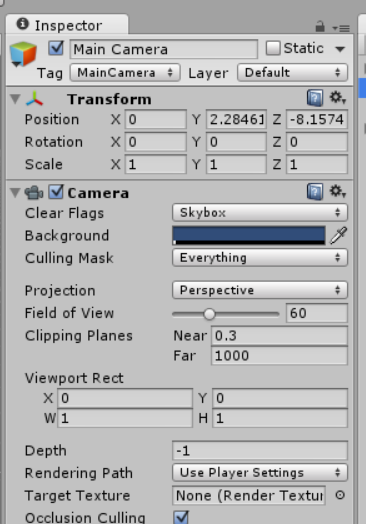 Inspector
Main Camera Static
Tag MainCamera Layer Default
Transform
Position X 0 Y 2.28461 Z -8.1574
Rotation X 0 Y 0 Z 0
Scale X 1 Y 1 Z 1
Camera
Clear Flags Skybox
Background
Culling Mask Everything
Projection Perspective
Field of View 60
Clipping Planes Near 0.3
Far 1000
Viewport Rect
X 0 Y 0
W 1 H 1
Depth -1
Rendering Path Use Player Settings
Target Texture None (Render Textur
Occlusion Culling